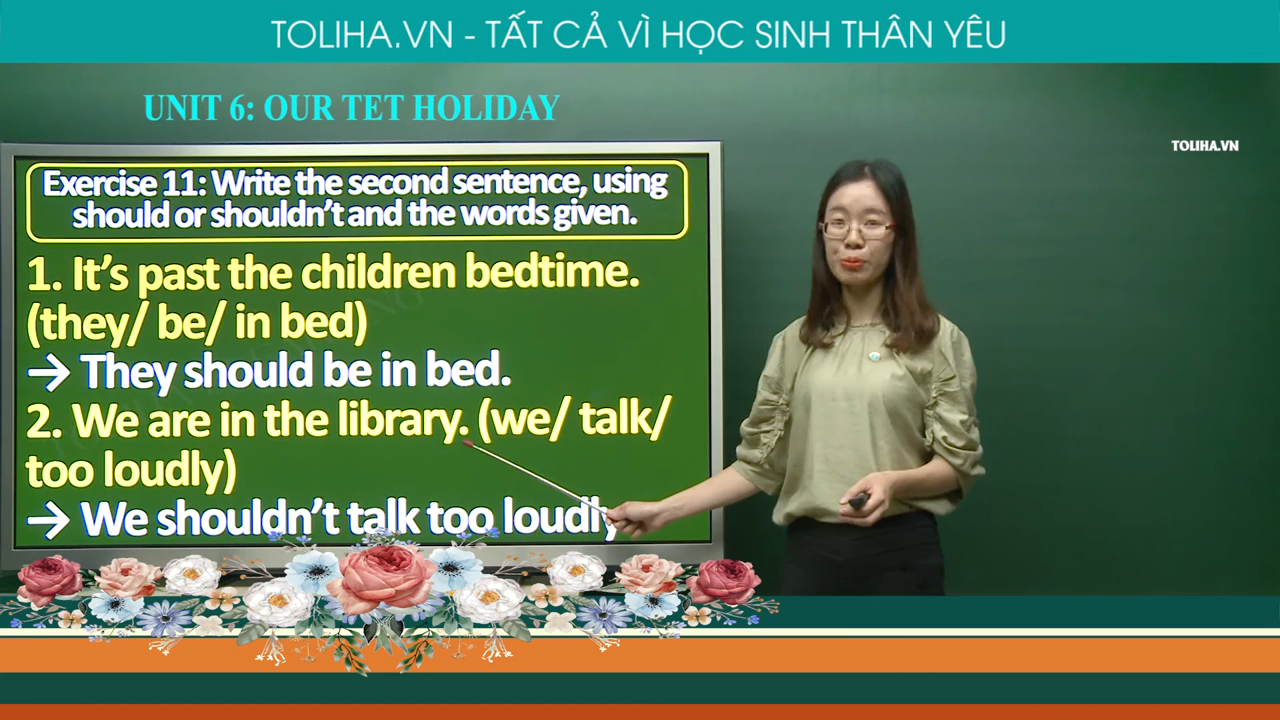 TOLIHA.VN - TẤT CẢ VÌ HỌC SINH THÂN YÊU
UNIT 6: OUR TET HOLIDAY
TOLIHA.VN
Exercise 11: Write the second sentence, using
should or shouldn't and the words given.
1. It's past the children bedtime.
(they/ be/ in bed)
→ They should be in bed.
2. We are in the library. (we/ talk/
too loudly)
→ We shouldn't talk too loudly